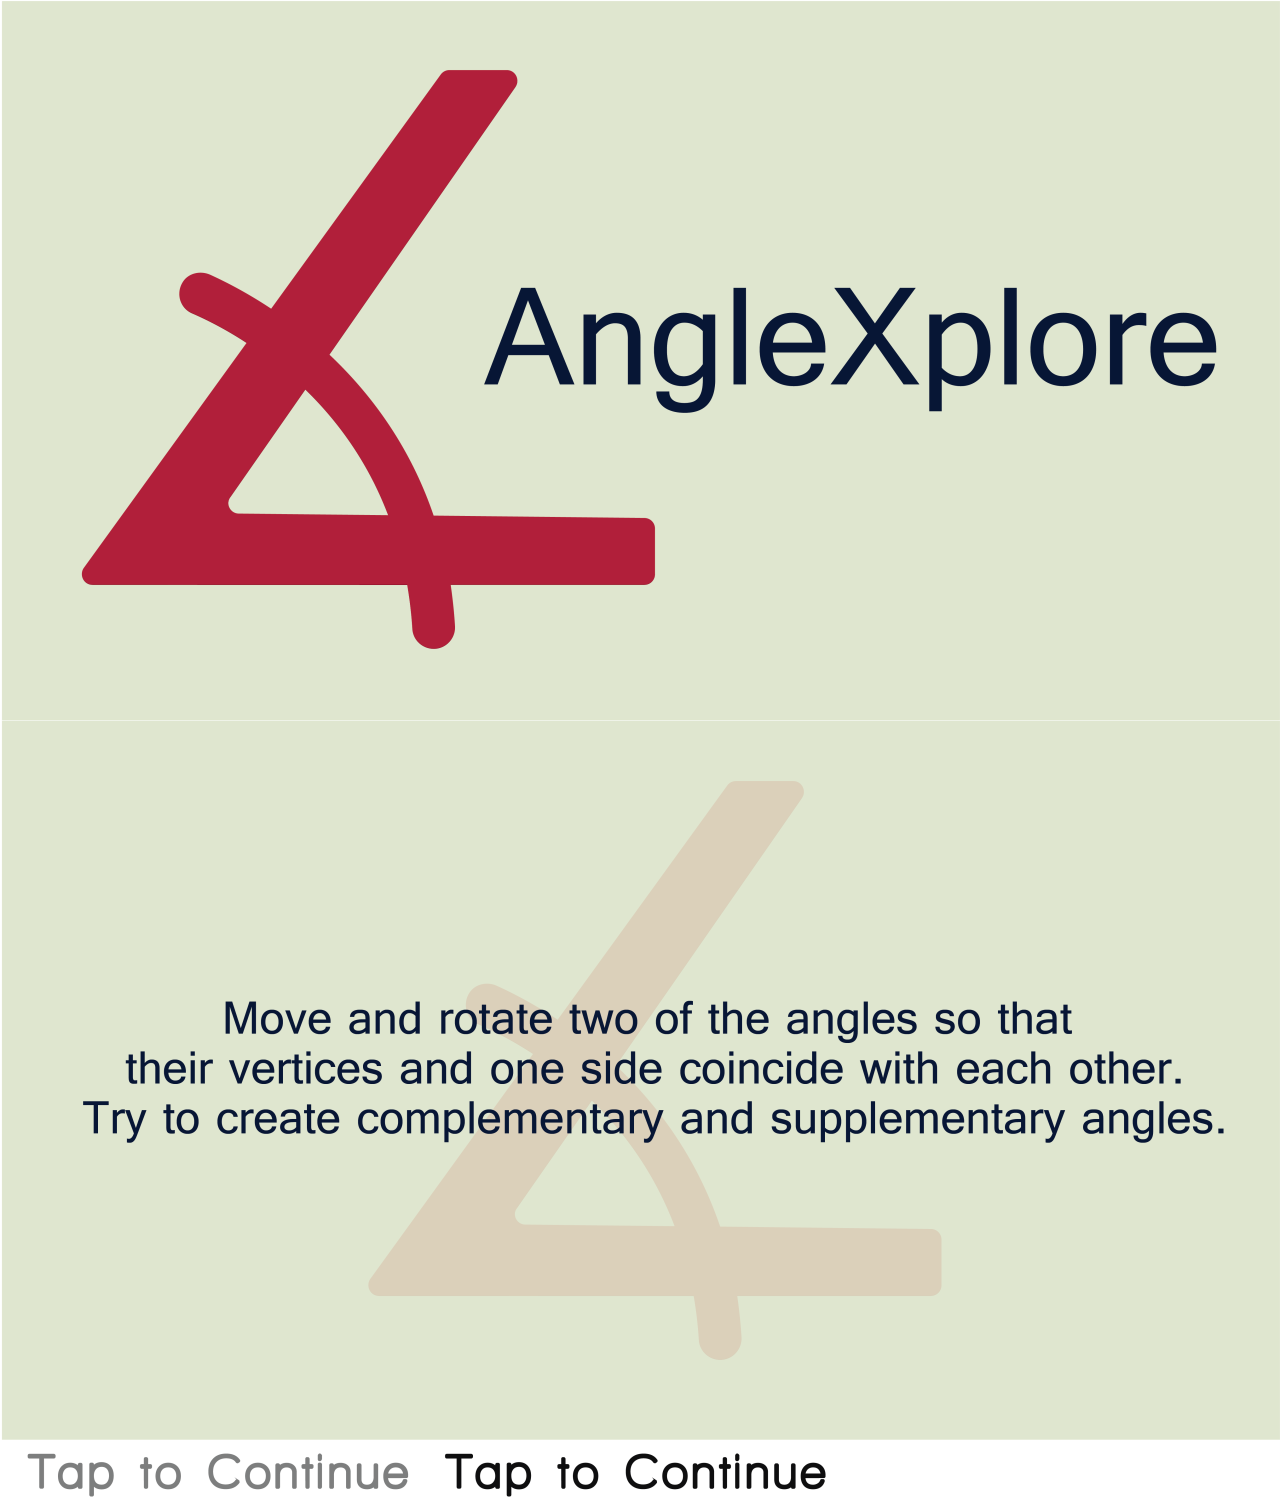 AngleXplore
Move and rotate two of the angles so that
their vertices and one side coincide with each other.
Try to create complementary and supplementary angles.
Tap to Continue Tap to Continue